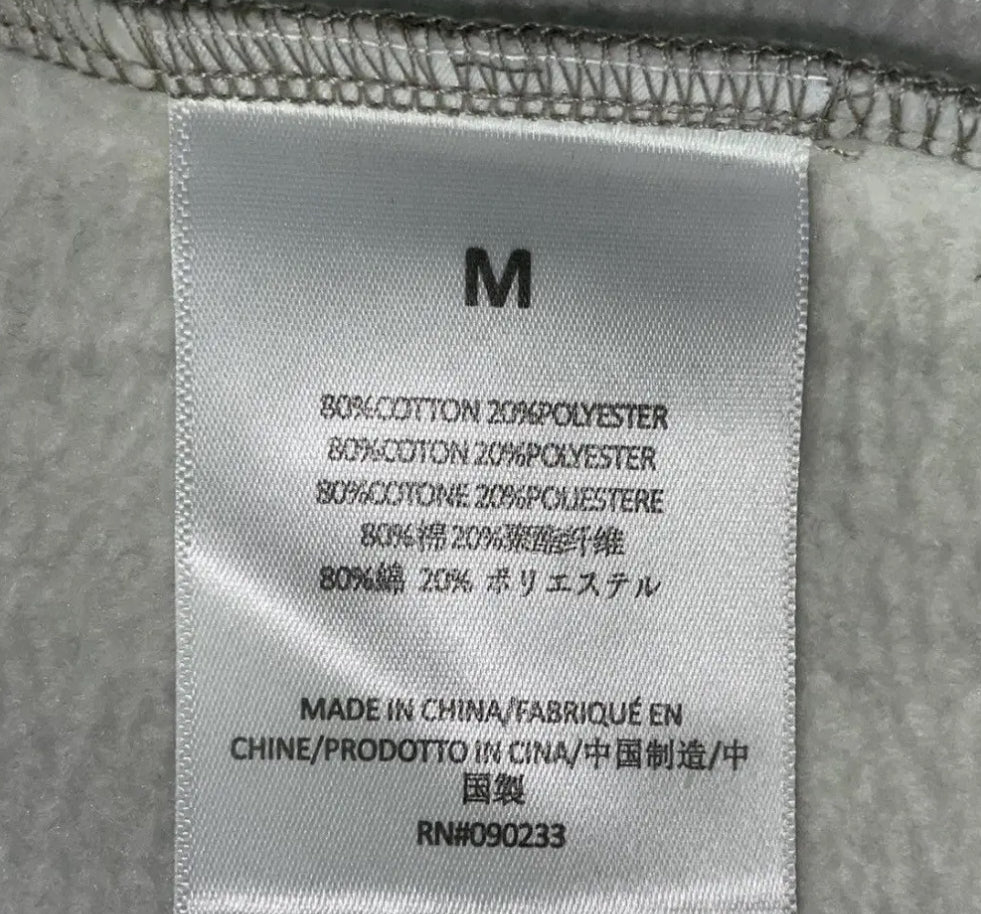 M
80%COTTON 20%POLYESTER
80%COTON 20%POLYESTER
80%COTONE 20%POLIESTERE
80%棉 20%聚酯纤维
80%綿 20% ポリエステル
MADE IN CHINA/FABRIQUÉ EN
CHINE/PRODOTTO IN CINA/中国制造/中
国製
RN#090233